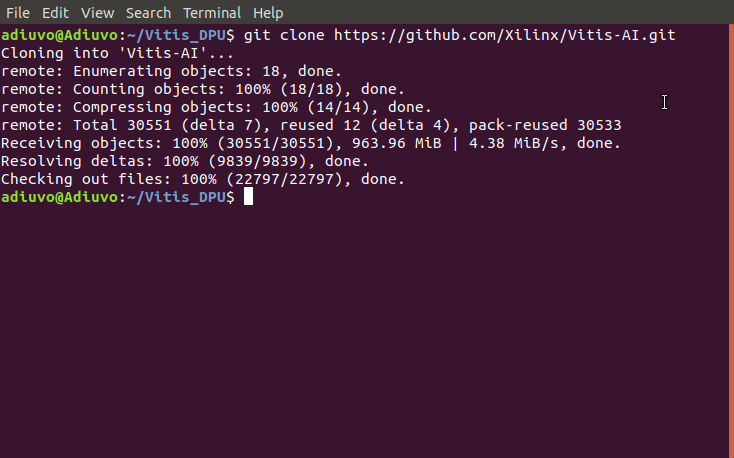 File Edit View Search Terminal Help
adiuvo@Adiuvo:~/Vitis_DPU$ git clone https://github.com/Xilinx/Vitis-AI.git
Cloning into 'Vitis-AI'...
remote: Enumerating objects: 18, done.
remote: Counting objects: 100% (18/18), done.
remote: Compressing objects: 100% (14/14), done.
remote: Total 30551 (delta 7), reused 12 (delta 4), pack-reused 30533
Receiving objects: 100% (30551/30551), 963.96 MiB | 4.38 MiB/s, done.
Resolving deltas: 100% (9839/9839), done.
Checking out files: 100% (22797/22797), done.
adiuvo@Adiuvo:~/Vitis_DPU$